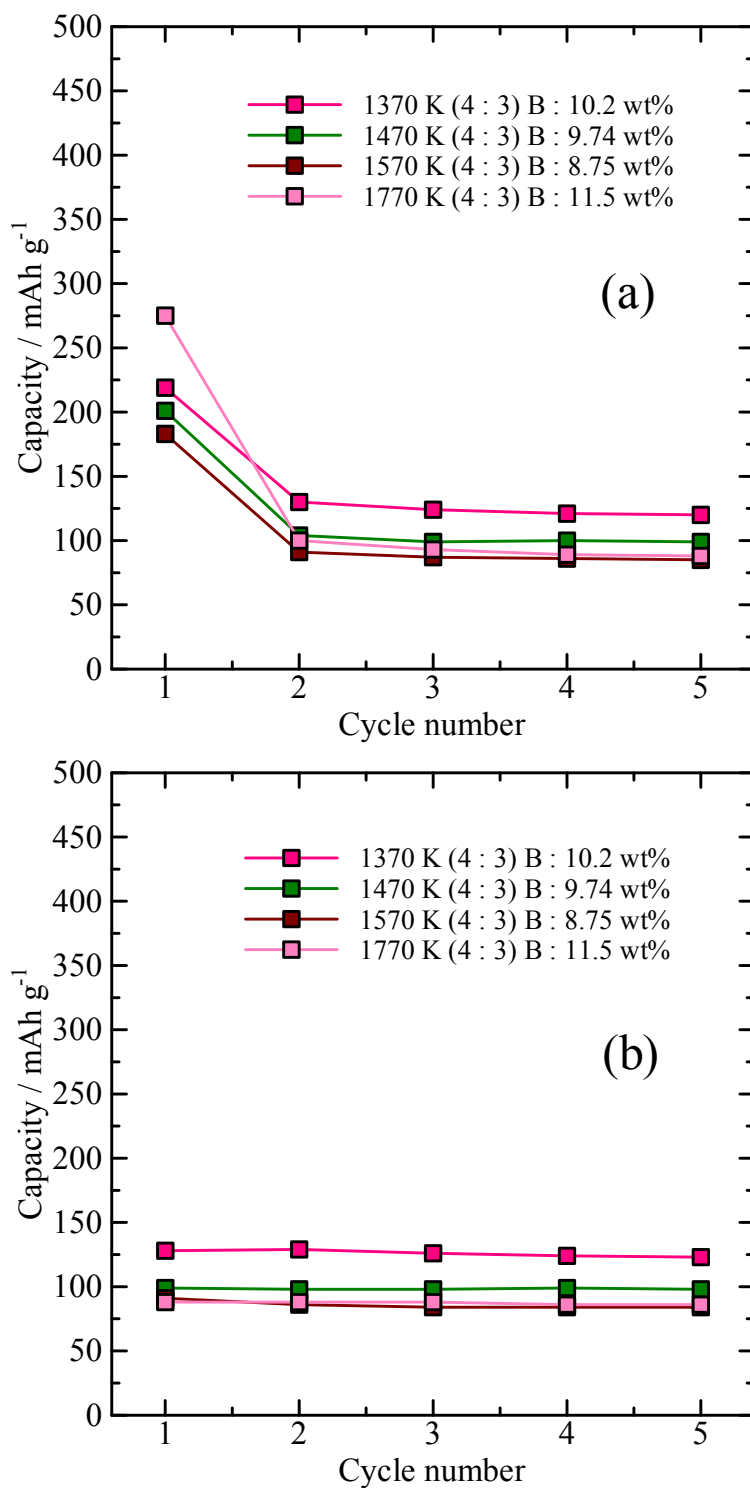 500
450
400
350
300
250
200
150
100
50
0
Capacity / mAh g⁻¹
1370 K (4 : 3) B : 10.2 wt%
1470 K (4 : 3) B : 9.74 wt%
1570 K (4 : 3) B : 8.75 wt%
1770 K (4 : 3) B : 11.5 wt%
(a)
1 2 3 4 5
Cycle number
500
450
400
350
300
250
200
150
100
50
0
Capacity / mAh g⁻¹
1370 K (4 : 3) B : 10.2 wt%
1470 K (4 : 3) B : 9.74 wt%
1570 K (4 : 3) B : 8.75 wt%
1770 K (4 : 3) B : 11.5 wt%
(b)
1 2 3 4 5
Cycle number